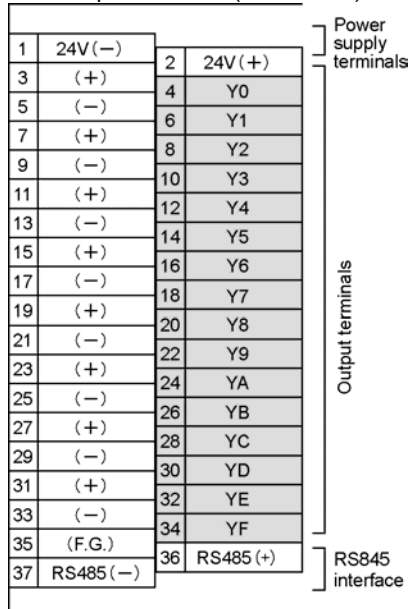 Power
supply
terminals
1 24V(−)
2 24V(+)
3 (+)
4 Y0
5 (−)
6 Y1
7 (+)
8 Y2
9 (−)
10 Y3
11 (+)
12 Y4
13 (−)
14 Y5
15 (+)
16 Y6
17 (−)
18 Y7
19 (+)
20 Y8
21 (−)
22 Y9
23 (+)
24 YA
25 (−)
26 YB
27 (+)
28 YC
29 (−)
30 YD
31 (+)
32 YE
33 (−)
34 YF
35 (F.G.)
36 RS485(+)
37 RS485(−)
Output terminals
RS845
interface